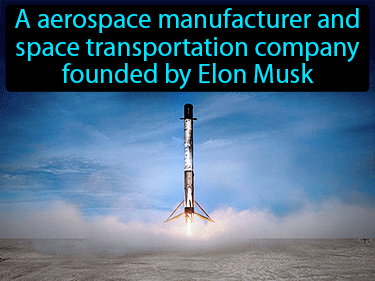 A aerospace manufacturer and
space transportation company
founded by Elon Musk